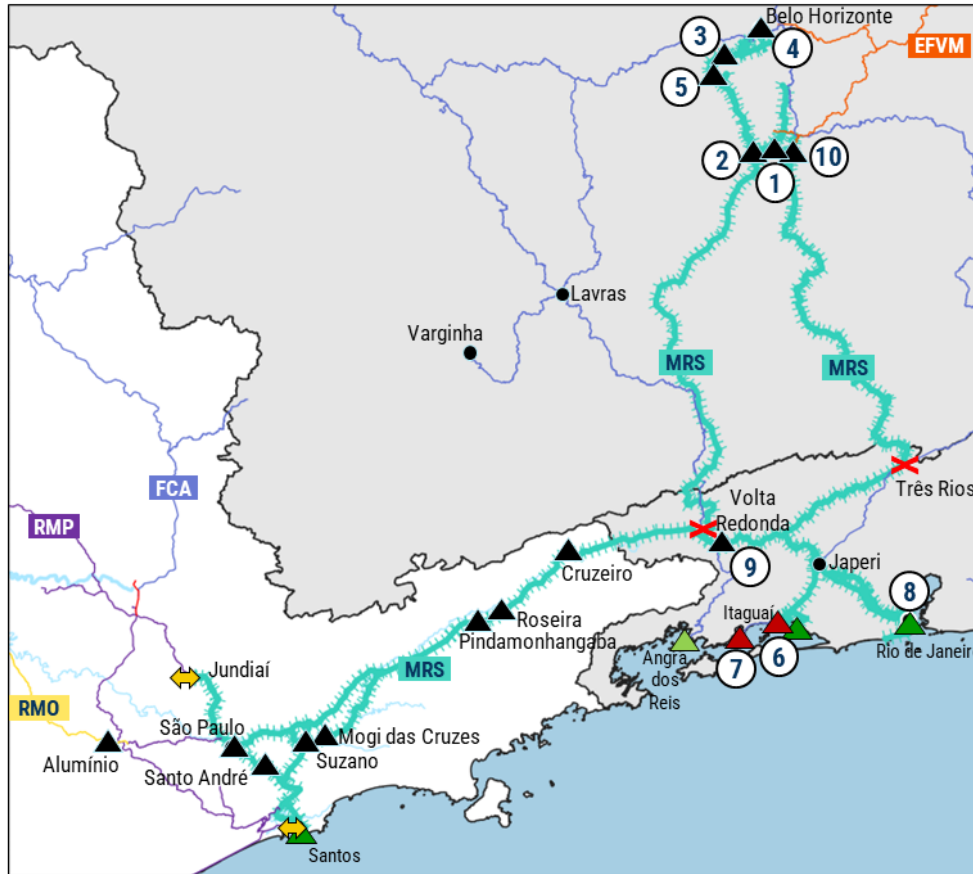 Belo Horizonte
3
4
EFVM
5
2
10
1
Lavras
Varginha
MRS
MRS
FCA
Três Rios
Volta
Redonda
RMP
Japeri
Cruzeiro
9
8
Itaguaí
Roseira
Pindamonhangaba
Rio de Janeiro
Angra
dos
Reis
7
6
Jundiaí
MRS
RMO
São Paulo
Mogi das Cruzes
Suzano
Alumínio
Santo André
Santos